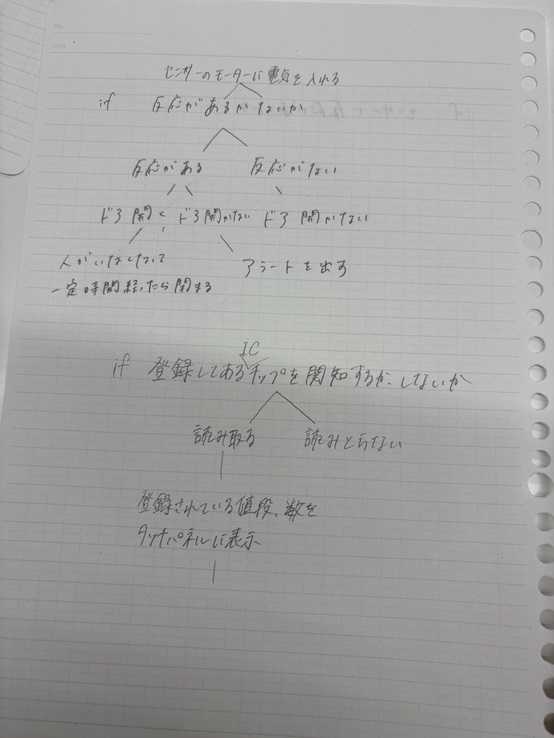 センサーのモーターに電気を入れる
if 反応があるかないか
反応がある 反応がない
ドア開く ドア開かない ドア開かない
人がいなくなって アラートを出す
一定時間経ったら閉まる
IC
if 登録してあるチップを関知するか、しないか
読み取る 読みとらない
登録されている値段、数を
タッチパネルに表示